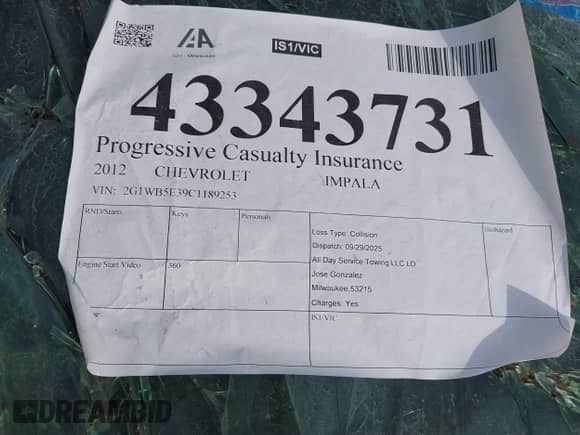 IAA
IS1/VIC
43343731
Progressive Casualty Insurance
2012 CHEVROLET IMPALA
VIN: 2G1WB5E39C1189253
RND/Starts Keys Personals
Loss Type: Collision
Dispatch: 09/29/2025
All Day Service Towing LLC LO
Jose Gonzalez
Milwaukee,53215
Charges: Yes
Biohazard
Engine Start Video 360
IS1/VIC
DREAMBID